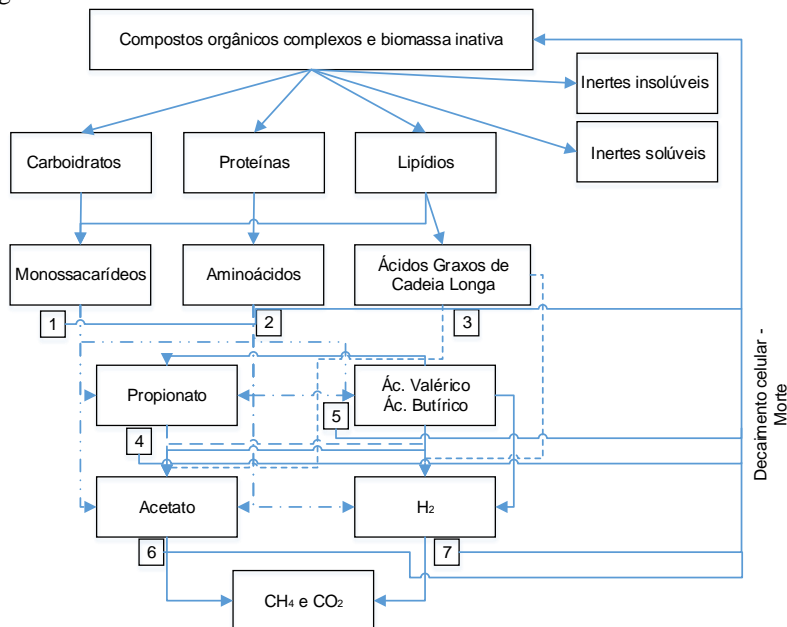 Compostos orgânicos complexos e biomassa inativa
Inertes insolúveis
Inertes solúveis
Carboidratos
Proteínas
Lipídios
Monossacarídeos
Aminoácidos
Ácidos Graxos de
Cadeia Longa
1
2
3
Propionato
Ác. Valérico
Ác. Butírico
4
5
Acetato
H₂
6
7
CH₄ e CO₂
Decaimento celular -
Morte